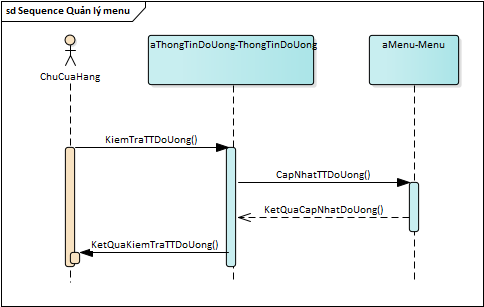 sd Sequence Quản lý menu
aThongTinDoUong-ThongTinDoUong
aMenu-Menu
ChuCuaHang
KiemTraTTDoUong()
CapNhatTTDoUong()
KetQuaCapNhatDoUong()
KetQuaKiemTraTTDoUong()